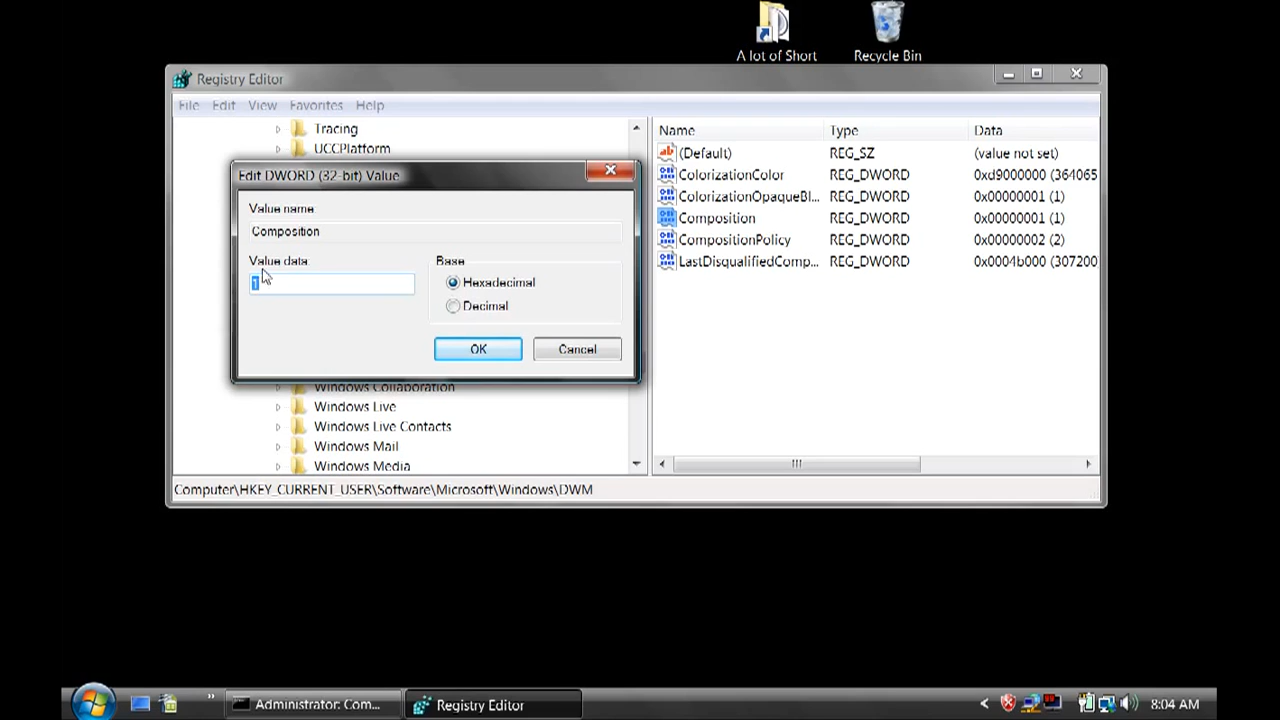 A lot of Short
Recycle Bin
Registry Editor
File Edit View Favorites Help
Tracing
UCCPlatform
Edit DWORD (32-bit) Value
Value name
Composition
Value data:
1
Base
Hexadecimal
Decimal
OK
Cancel
Windows Collaboration
Windows Live
Windows Live Contacts
Windows Mail
Windows Media
Name Type Data
(Default) REG_SZ (value not set)
ColorizationColor REG_DWORD 0xd9000000 (364065
ColorizationOpaqueBl... REG_DWORD 0x00000001 (1)
Composition REG_DWORD 0x00000001 (1)
CompositionPolicy REG_DWORD 0x00000002 (2)
LastDisqualifiedComp... REG_DWORD 0x0004b000 (307200
Computer\HKEY_CURRENT_USER\Software\Microsoft\Windows\DWM
Administrator: Com...
Registry Editor
8:04 AM